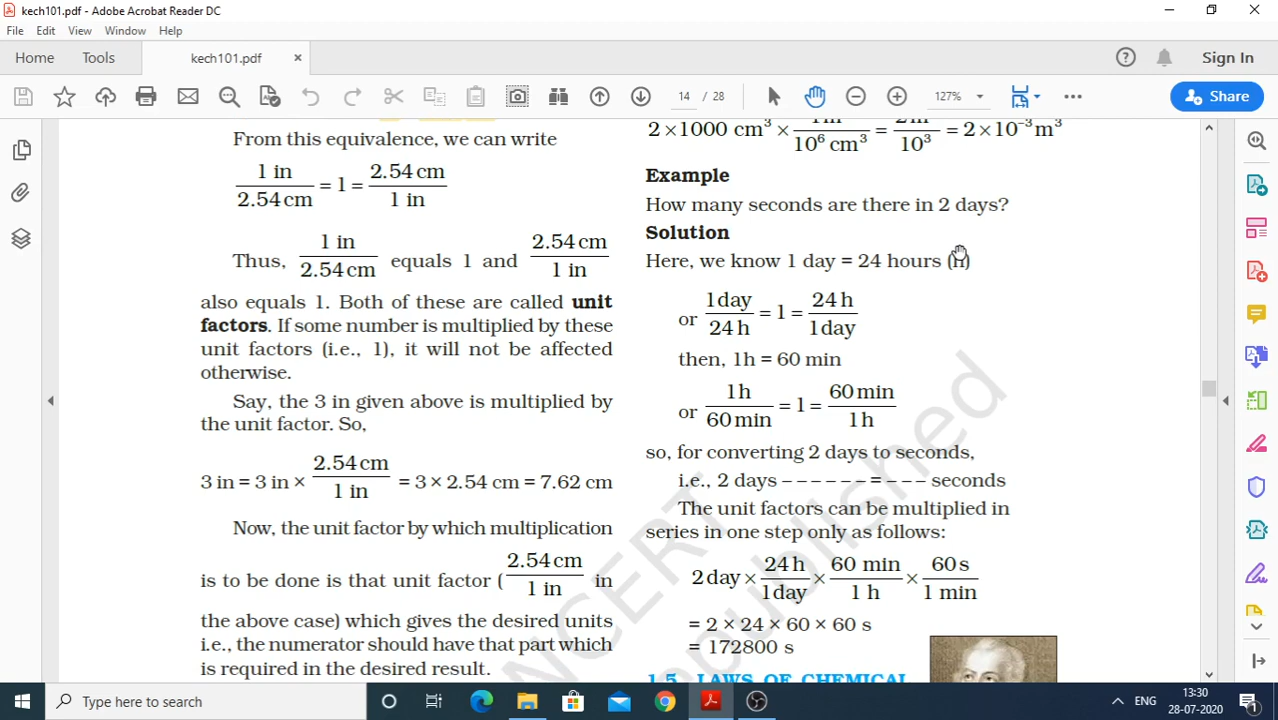 kech101.pdf - Adobe Acrobat Reader DC
File Edit View Window Help
Home Tools kech101.pdf × Sign In
14 / 28 127% Share
From this equivalence, we can write
1 in / 2.54 cm = 1 = 2.54 cm / 1 in
Thus, 1 in / 2.54 cm equals 1 and 2.54 cm / 1 in
also equals 1. Both of these are called unit
factors. If some number is multiplied by these
unit factors (i.e., 1), it will not be affected
otherwise.
Say, the 3 in given above is multiplied by
the unit factor. So,
3 in = 3 in × 2.54 cm / 1 in = 3 × 2.54 cm = 7.62 cm
Now, the unit factor by which multiplication
is to be done is that unit factor ( 2.54 cm / 1 in in
the above case) which gives the desired units
i.e., the numerator should have that part which
is required in the desired result.
2 ×1000 cm³ × 1m / 10⁶ cm³ = 2m / 10³ = 2 × 10⁻³ m³
Example
How many seconds are there in 2 days?
Solution
Here, we know 1 day = 24 hours (h)
or 1day / 24 h = 1 = 24 h / 1day
then, 1h = 60 min
or 1h / 60 min = 1 = 60 min / 1 h
so, for converting 2 days to seconds,
i.e., 2 days – – – – – – = – – – seconds
The unit factors can be multiplied in
series in one step only as follows:
2 day × 24 h / 1 day × 60 min / 1 h × 60 s / 1 min
= 2 × 24 × 60 × 60 s
= 172800 s
1.5 LAWS OF CHEMICAL
NCERT
republished
Type here to search
ENG
13:30
28-07-2020
1